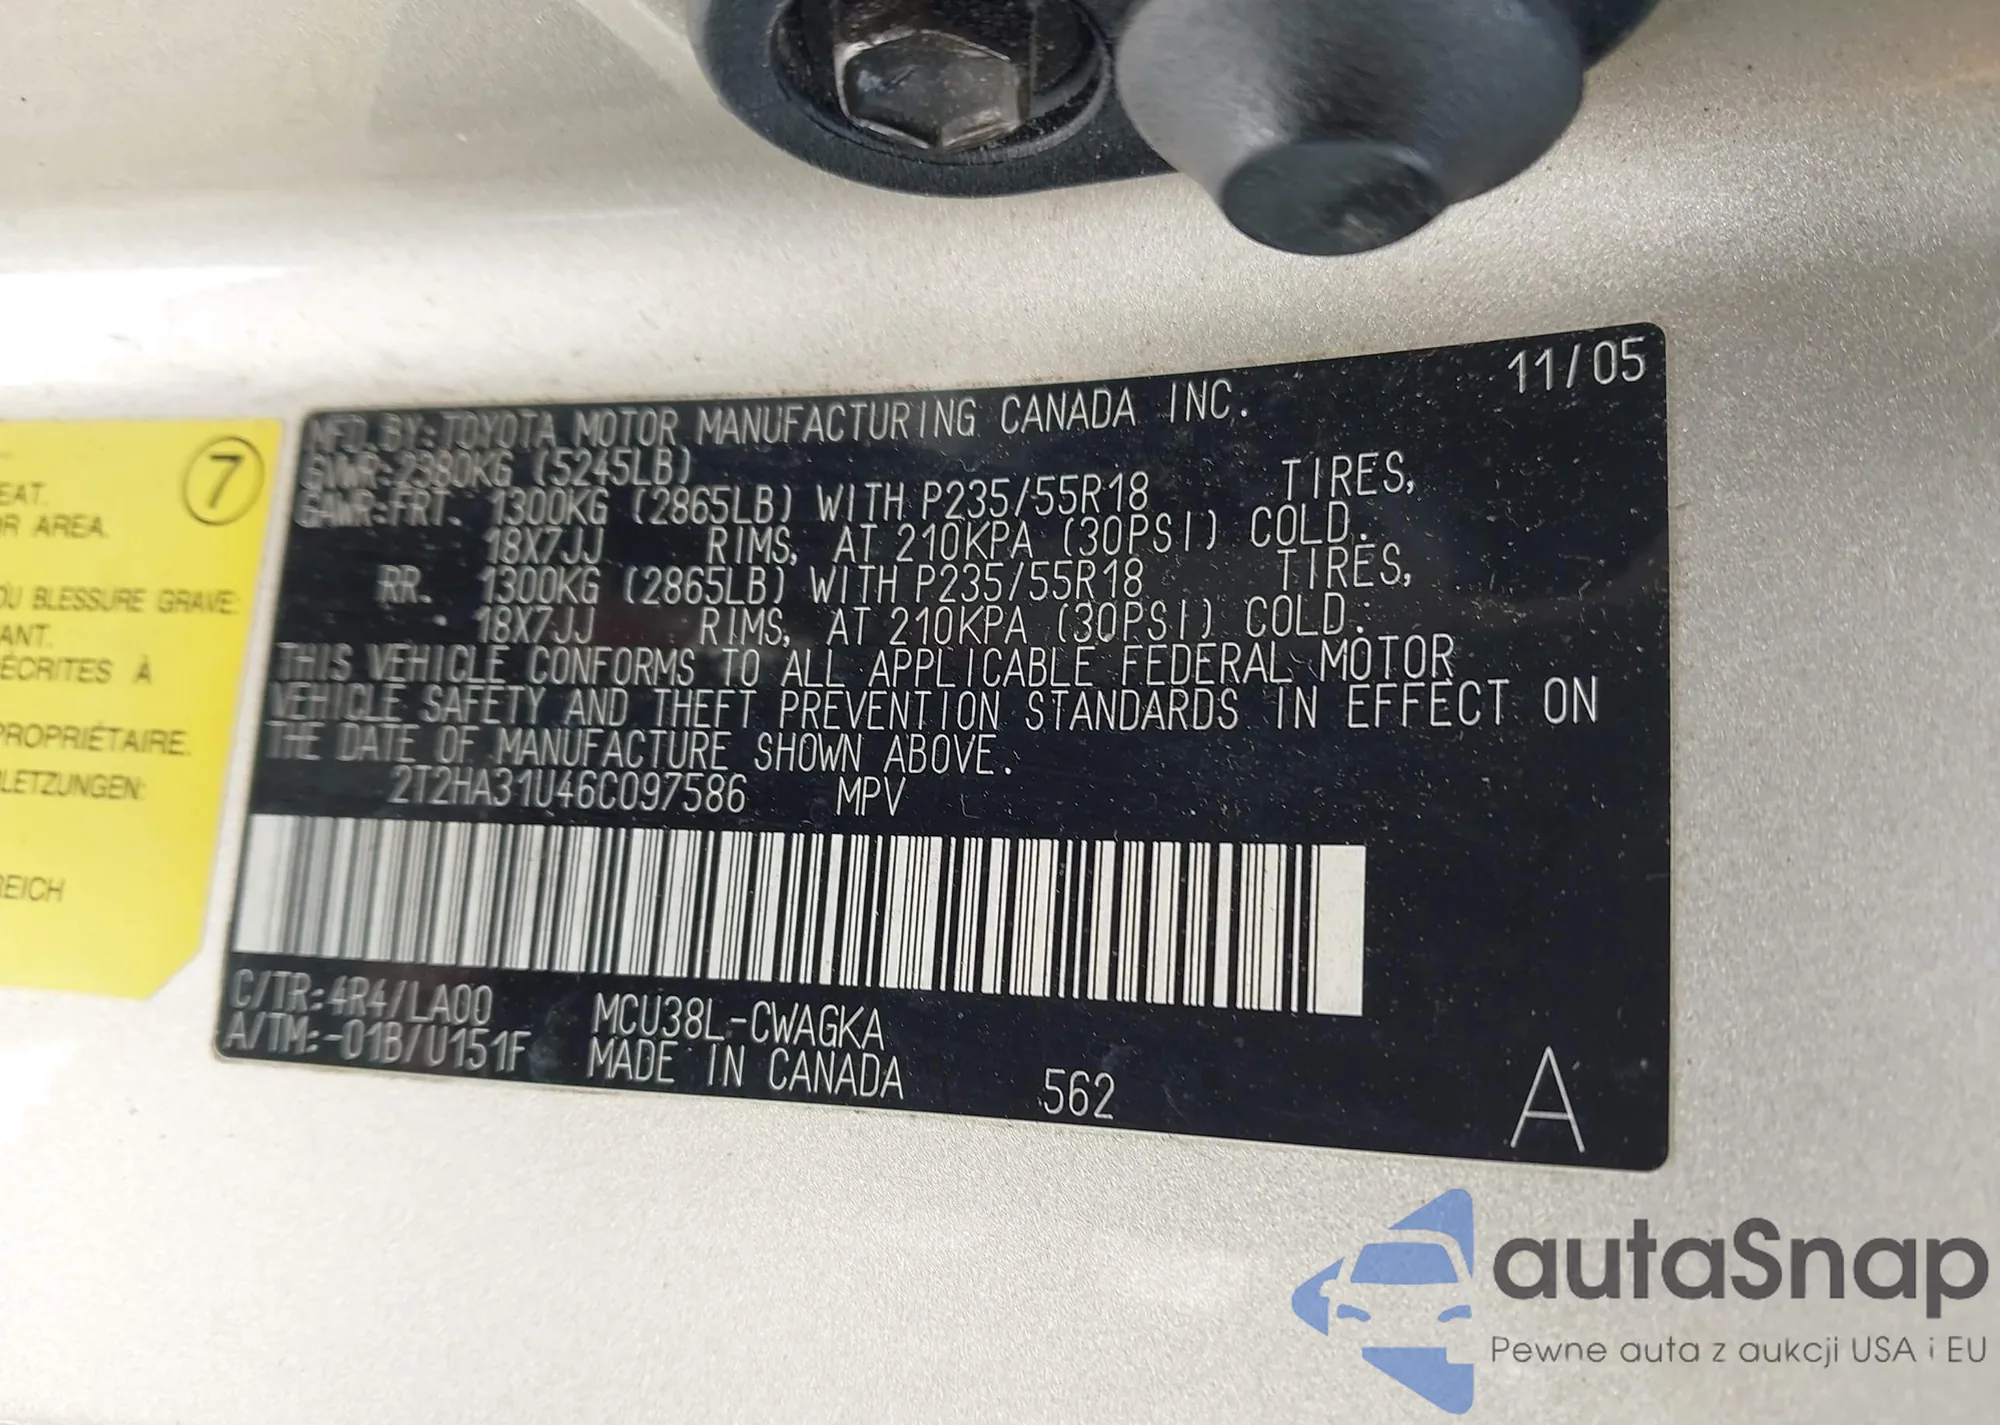 11/05
MFD.BY:TOYOTA MOTOR MANUFACTURING CANADA INC.
GVWR:2380KG (5245LB)
GAWR:FRT. 1300KG (2865LB) WITH P235/55R18 TIRES,
18X7JJ RIMS, AT 210KPA (30PSI) COLD.
RR. 1300KG (2865LB) WITH P235/55R18 TIRES,
18X7JJ RIMS, AT 210KPA (30PSI) COLD.
THIS VEHICLE CONFORMS TO ALL APPLICABLE FEDERAL MOTOR
VEHICLE SAFETY AND THEFT PREVENTION STANDARDS IN EFFECT ON
THE DATE OF MANUFACTURE SHOWN ABOVE.
2T2HA31U46C097586 MPV
C/TR:4R4/LA00 MCU38L-CWAGKA
A/TM:-01B/U151F MADE IN CANADA
562
A
7
EAT.
OR AREA.
OU BLESSURE GRAVE
ANT.
ÉCRITES À
PROPRIÉTAIRE.
LETZUNGEN:
REICH
autaSnap
Pewne auta z aukcji USA i EU